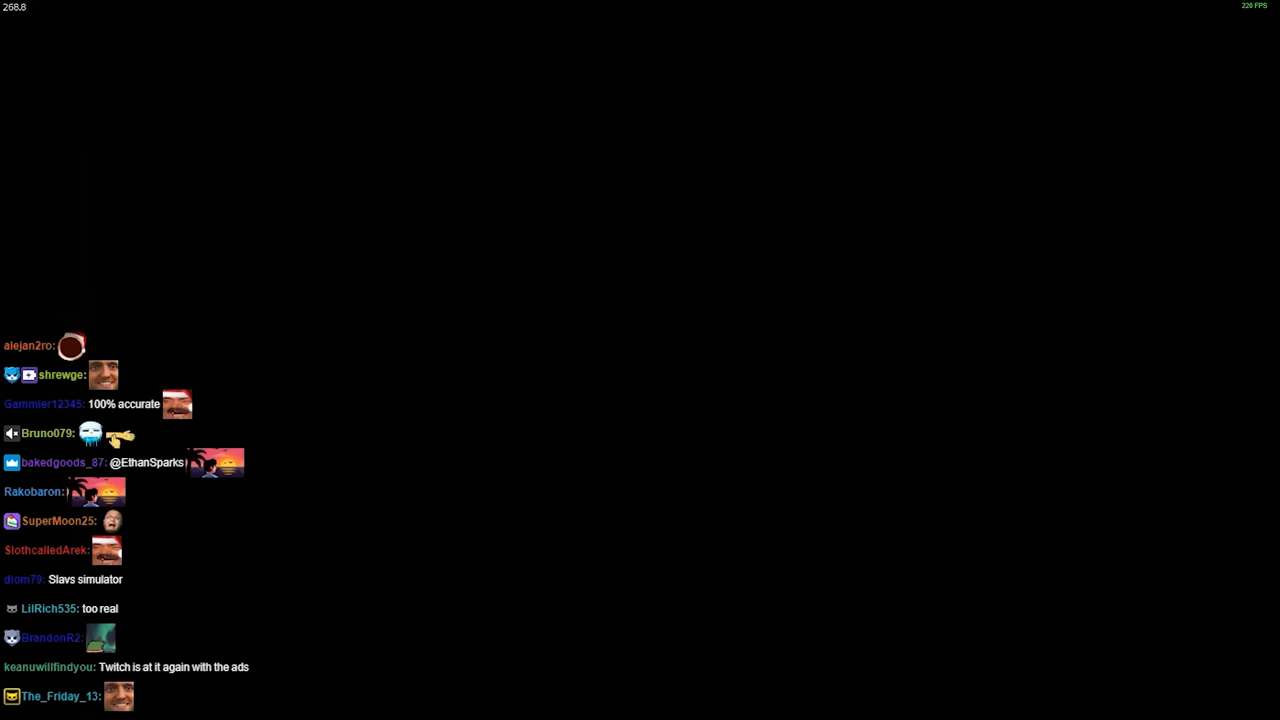 268.8
220 FPS
alejan2ro:
shrewge:
Gammler12345: 100% accurate
Bruno079:
bakedgoods_87: @EthanSparks
Rakobaron:
SuperMoon25:
SlothcalledArek:
diom79: Slavs simulator
LilRich535: too real
BrandonR2:
keanuwillfindyou: Twitch is at it again with the ads
The_Friday_13: